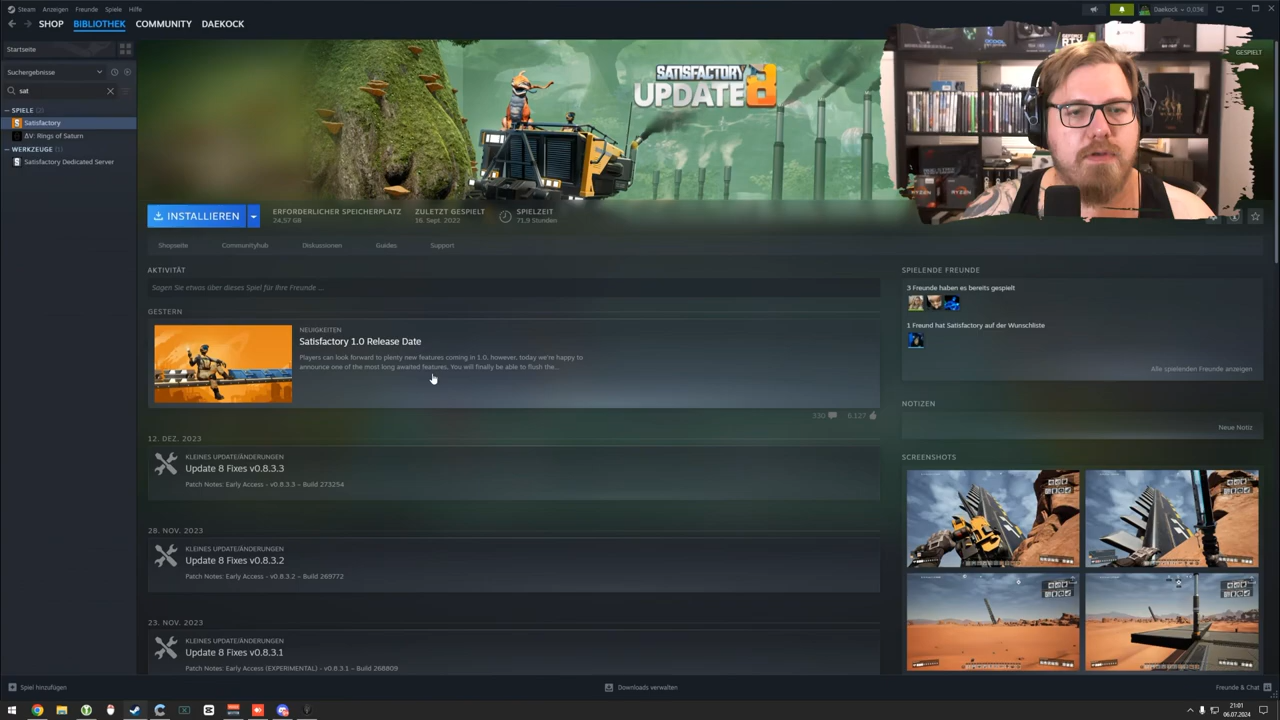 Steam Anzeigen Freunde Spiele Hilfe
Daekock • 0,03€
SHOP BIBLIOTHEK COMMUNITY DAEKOCK
Startseite
Suchergebnisse
sat
SPIELE (2)
Satisfactory
ΔV: Rings of Saturn
WERKZEUGE (1)
Satisfactory Dedicated Server
SATISFACTORY
UPDATE 8
GESPIELT
INSTALLIEREN
ERFORDERLICHER SPEICHERPLATZ
24,57 GB
ZULETZT GESPIELT
16. Sept. 2022
SPIELZEIT
71,9 Stunden
Shopseite Communityhub Diskussionen Guides Support
AKTIVITÄT
Sagen Sie etwas über dieses Spiel für Ihre Freunde ...
GESTERN
NEUIGKEITEN
Satisfactory 1.0 Release Date
Players can look forward to plenty new features coming in 1.0, however, today we're happy to
announce one of the most long awaited features. You will finally be able to flush the...
330 6.127
12. DEZ. 2023
KLEINES UPDATE/ÄNDERUNGEN
Update 8 Fixes v0.8.3.3
Patch Notes: Early Access – v0.8.3.3 – Build 273254
28. NOV. 2023
KLEINES UPDATE/ÄNDERUNGEN
Update 8 Fixes v0.8.3.2
Patch Notes: Early Access – v0.8.3.2 – Build 269772
23. NOV. 2023
KLEINES UPDATE/ÄNDERUNGEN
Update 8 Fixes v0.8.3.1
Patch Notes: Early Access (EXPERIMENTAL) – v0.8.3.1 – Build 268809
SPIELENDE FREUNDE
3 Freunde haben es bereits gespielt
1 Freund hat Satisfactory auf der Wunschliste
Alle spielenden Freunde anzeigen
NOTIZEN
Neue Notiz
SCREENSHOTS
Spiel hinzufügen
Downloads verwalten
Freunde & Chat
21:01
06.07.2024